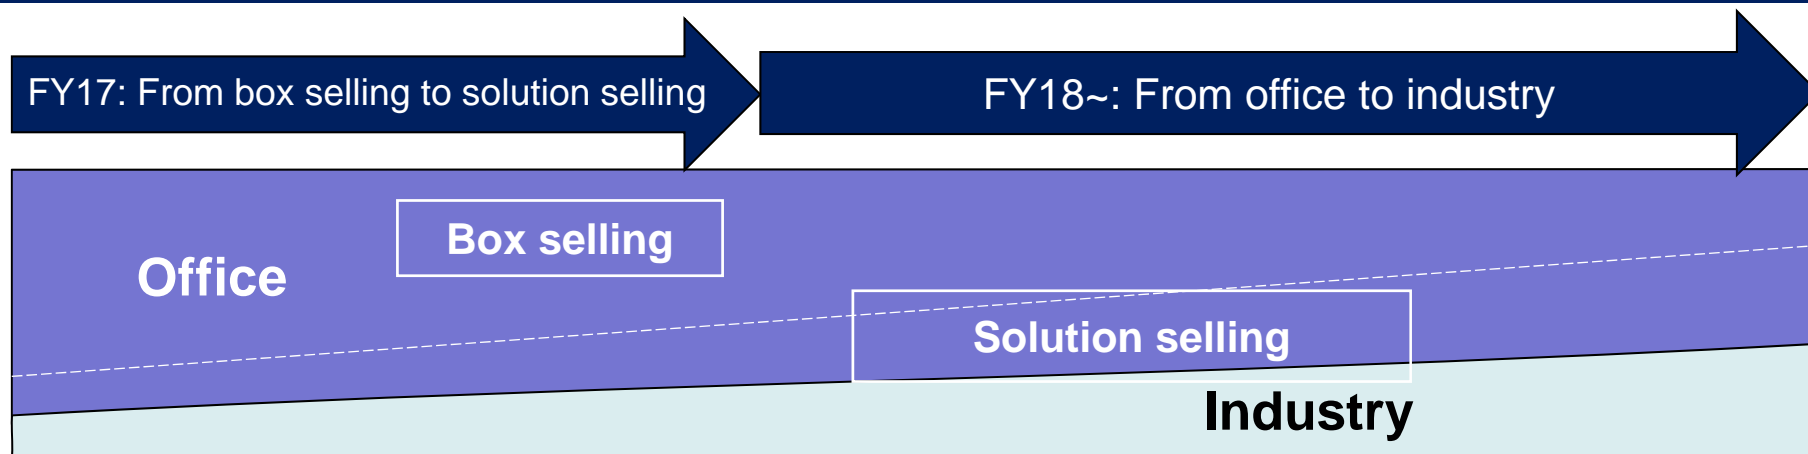 FY17: From box selling to solution selling
FY18~: From office to industry
Box selling
Office
Solution selling
Industry